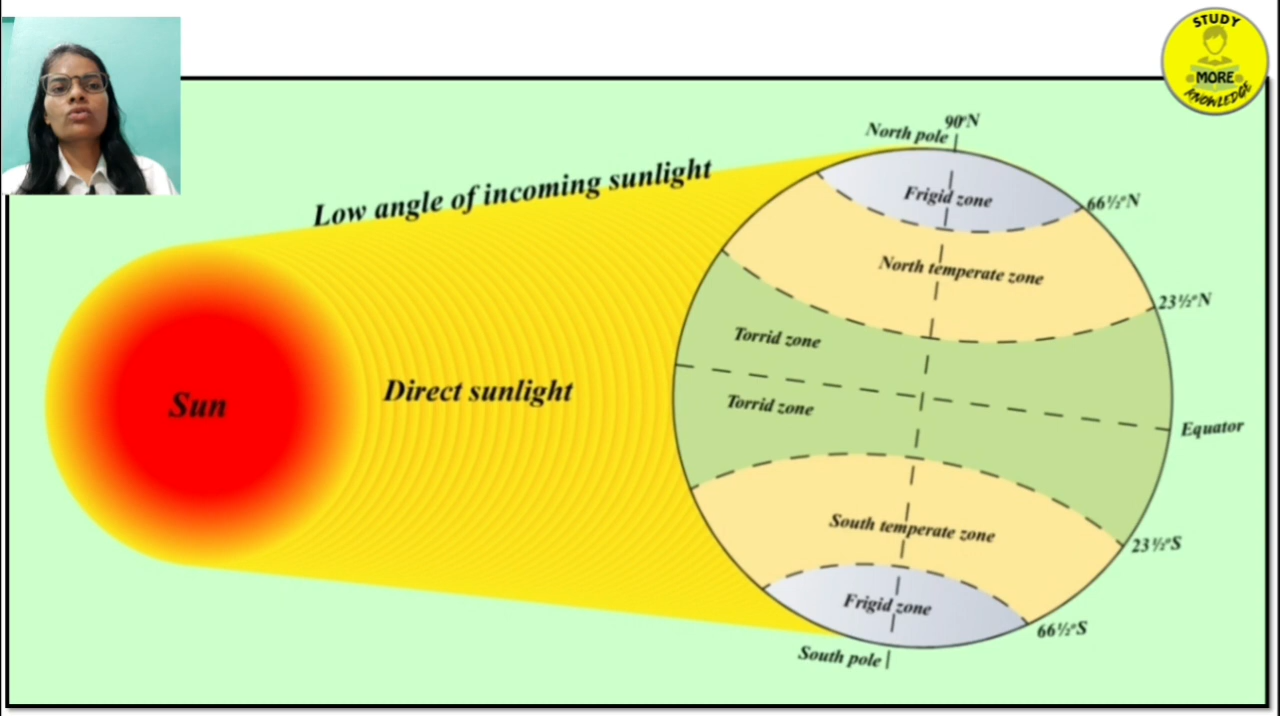 STUDY
MORE
KNOWLEDGE
90°N
North pole
Low angle of incoming sunlight
Frigid zone
66½°N
North temperate zone
23½°N
Torrid zone
Direct sunlight
Sun
Torrid zone
Equator
South temperate zone
23½°S
Frigid zone
66½°S
South pole